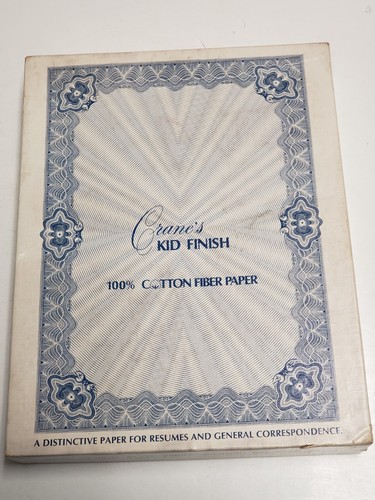 Crane's
KID FINISH
100% COTTON FIBER PAPER
A DISTINCTIVE PAPER FOR RESUMES AND GENERAL CORRESPONDENCE.